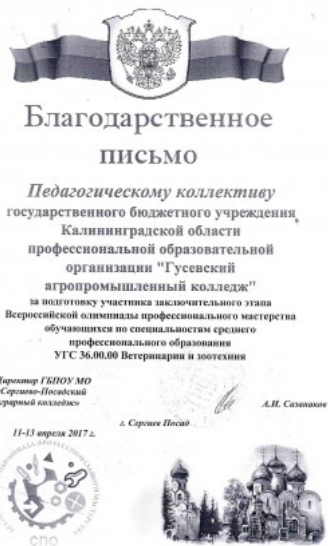 Благодарственное
письмо
Педагогическому коллективу
государственного бюджетного учреждения
Калининградской области
профессиональной образовательной
организации "Гусевский
агропромышленный колледж"
за подготовку участника заключительного этапа
Всероссийской олимпиады профессионального мастерства
обучающихся по специальностям среднего
профессионального образования
УГС 36.00.00 Ветеринария и зоотехния
Директор ГБПОУ МО
«Сергиево-Посадский
аграрный колледж»
А.И. Сазанаков
г. Сергиев Посад
11-13 апреля 2017 г.
СПО